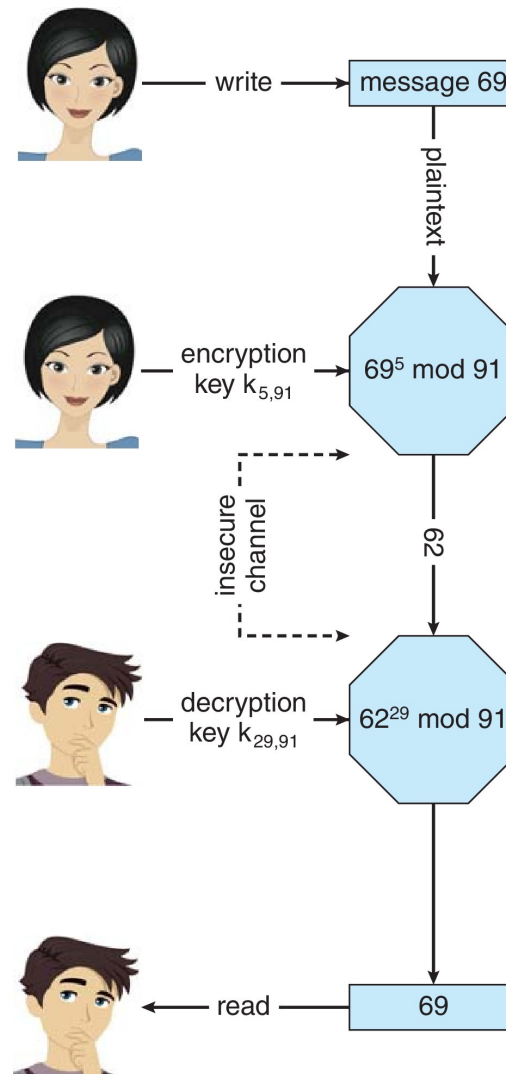 write
message 69
plaintext
encryption
key k₅,₉₁
69⁵ mod 91
insecure
channel
62
decryption
key k₂₉,₉₁
62²⁹ mod 91
read
69